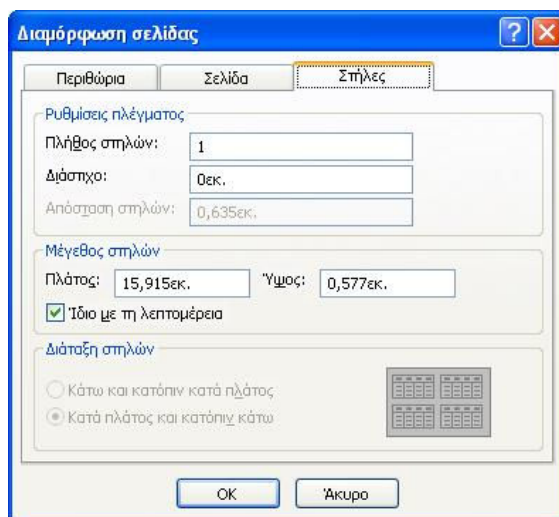 Διαμόρφωση σελίδας
Περιθώρια Σελίδα Στήλες
Ρυθμίσεις πλέγματος
Πλήθος στηλών: 1
Διάστιχο: 0εκ.
Απόσταση στηλών: 0,635εκ.
Μέγεθος στηλών
Πλάτος: 15,915εκ. Ύψος: 0,577εκ.
Ίδιο με τη λεπτομέρεια
Διάταξη στηλών
Κάτω και κατόπιν κατά πλάτος
Κατά πλάτος και κατόπιν κάτω
OK Άκυρο